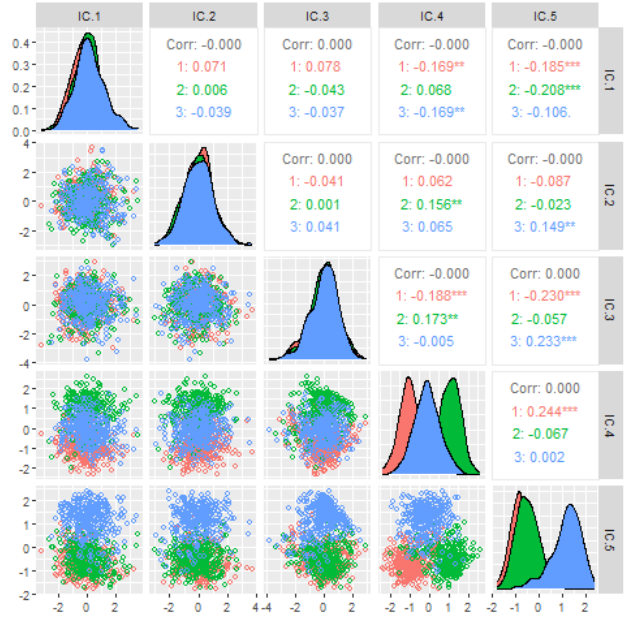 IC.1 IC.2 IC.3 IC.4 IC.5
0.4 Corr: -0.000 Corr: 0.000 Corr: -0.000 Corr: -0.000
0.3 1: 0.071 1: 0.078 1: -0.169** 1: -0.185***
0.2 2: 0.006 2: -0.043 2: 0.068 2: -0.208*** IC.1
0.1 3: -0.039 3: -0.037 3: -0.169** 3: -0.106.
0.0
4 Corr: 0.000 Corr: -0.000 Corr: -0.000
2 1: -0.041 1: 0.062 1: -0.087
0 2: 0.001 2: 0.156** 2: -0.023 IC.2
-2 3: 0.041 3: 0.065 3: 0.149**
2 Corr: -0.000 Corr: 0.000
0 1: -0.188*** 1: -0.230***
-2 2: 0.173** 2: -0.057 IC.3
-4 3: -0.005 3: 0.233***
2 Corr: 0.000
1 1: 0.244***
0 2: -0.067 IC.4
-1 3: 0.002
-2
2
1
0 IC.5
-1
-2
-2 0 2 -2 0 2 4 -4 -2 0 2 -2 -1 0 1 2 -2 -1 0 1 2